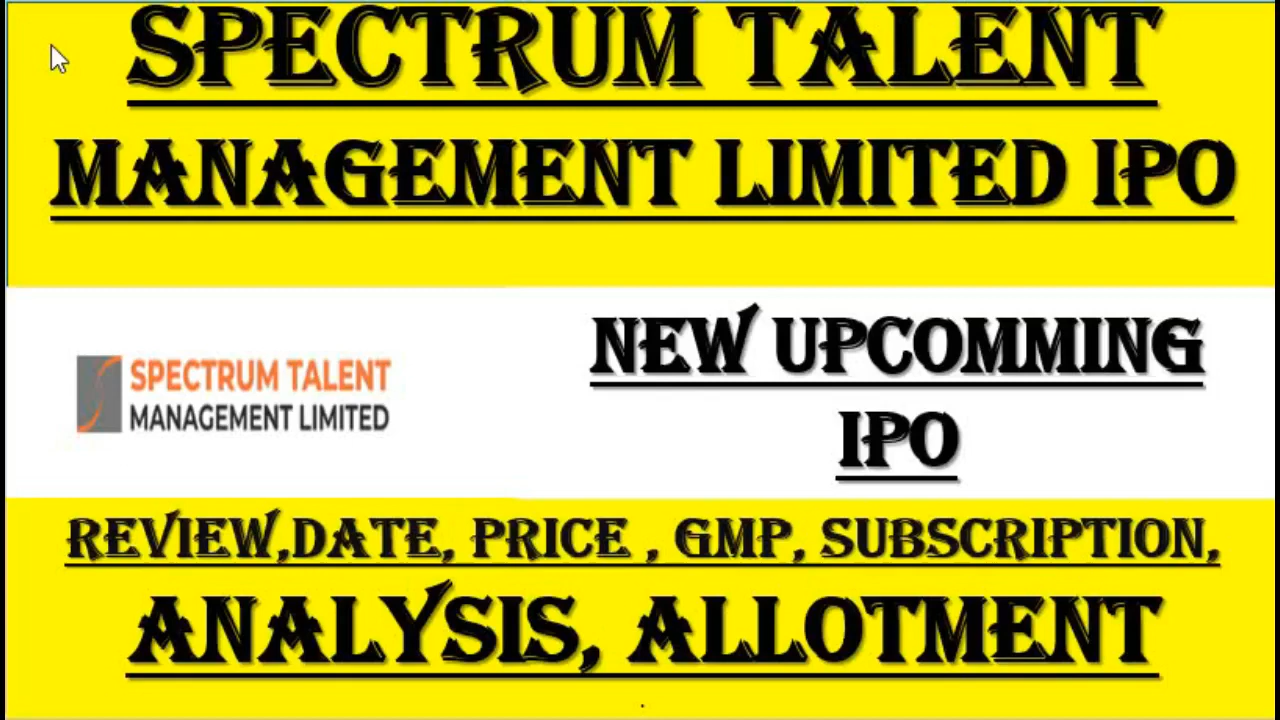 SPECTRUM TALENT
MANAGEMENT LIMITED IPO
SPECTRUM TALENT
MANAGEMENT LIMITED
NEW UPCOMMING
IPO
REVIEW,DATE, PRICE , GMP, SUBSCRIPTION,
ANALYSIS, ALLOTMENT
.